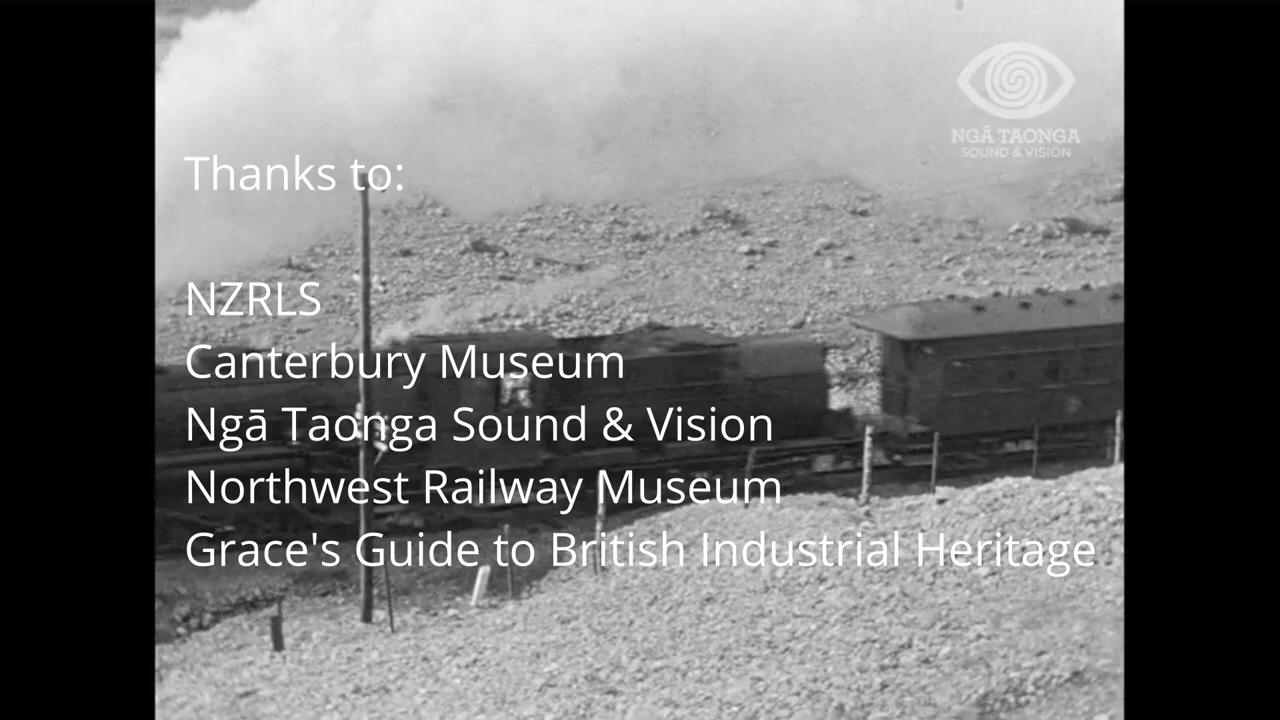 NGĀ TAONGA
SOUND & VISION
Thanks to:
NZRLS
Canterbury Museum
Ngā Taonga Sound & Vision
Northwest Railway Museum
Grace's Guide to British Industrial Heritage